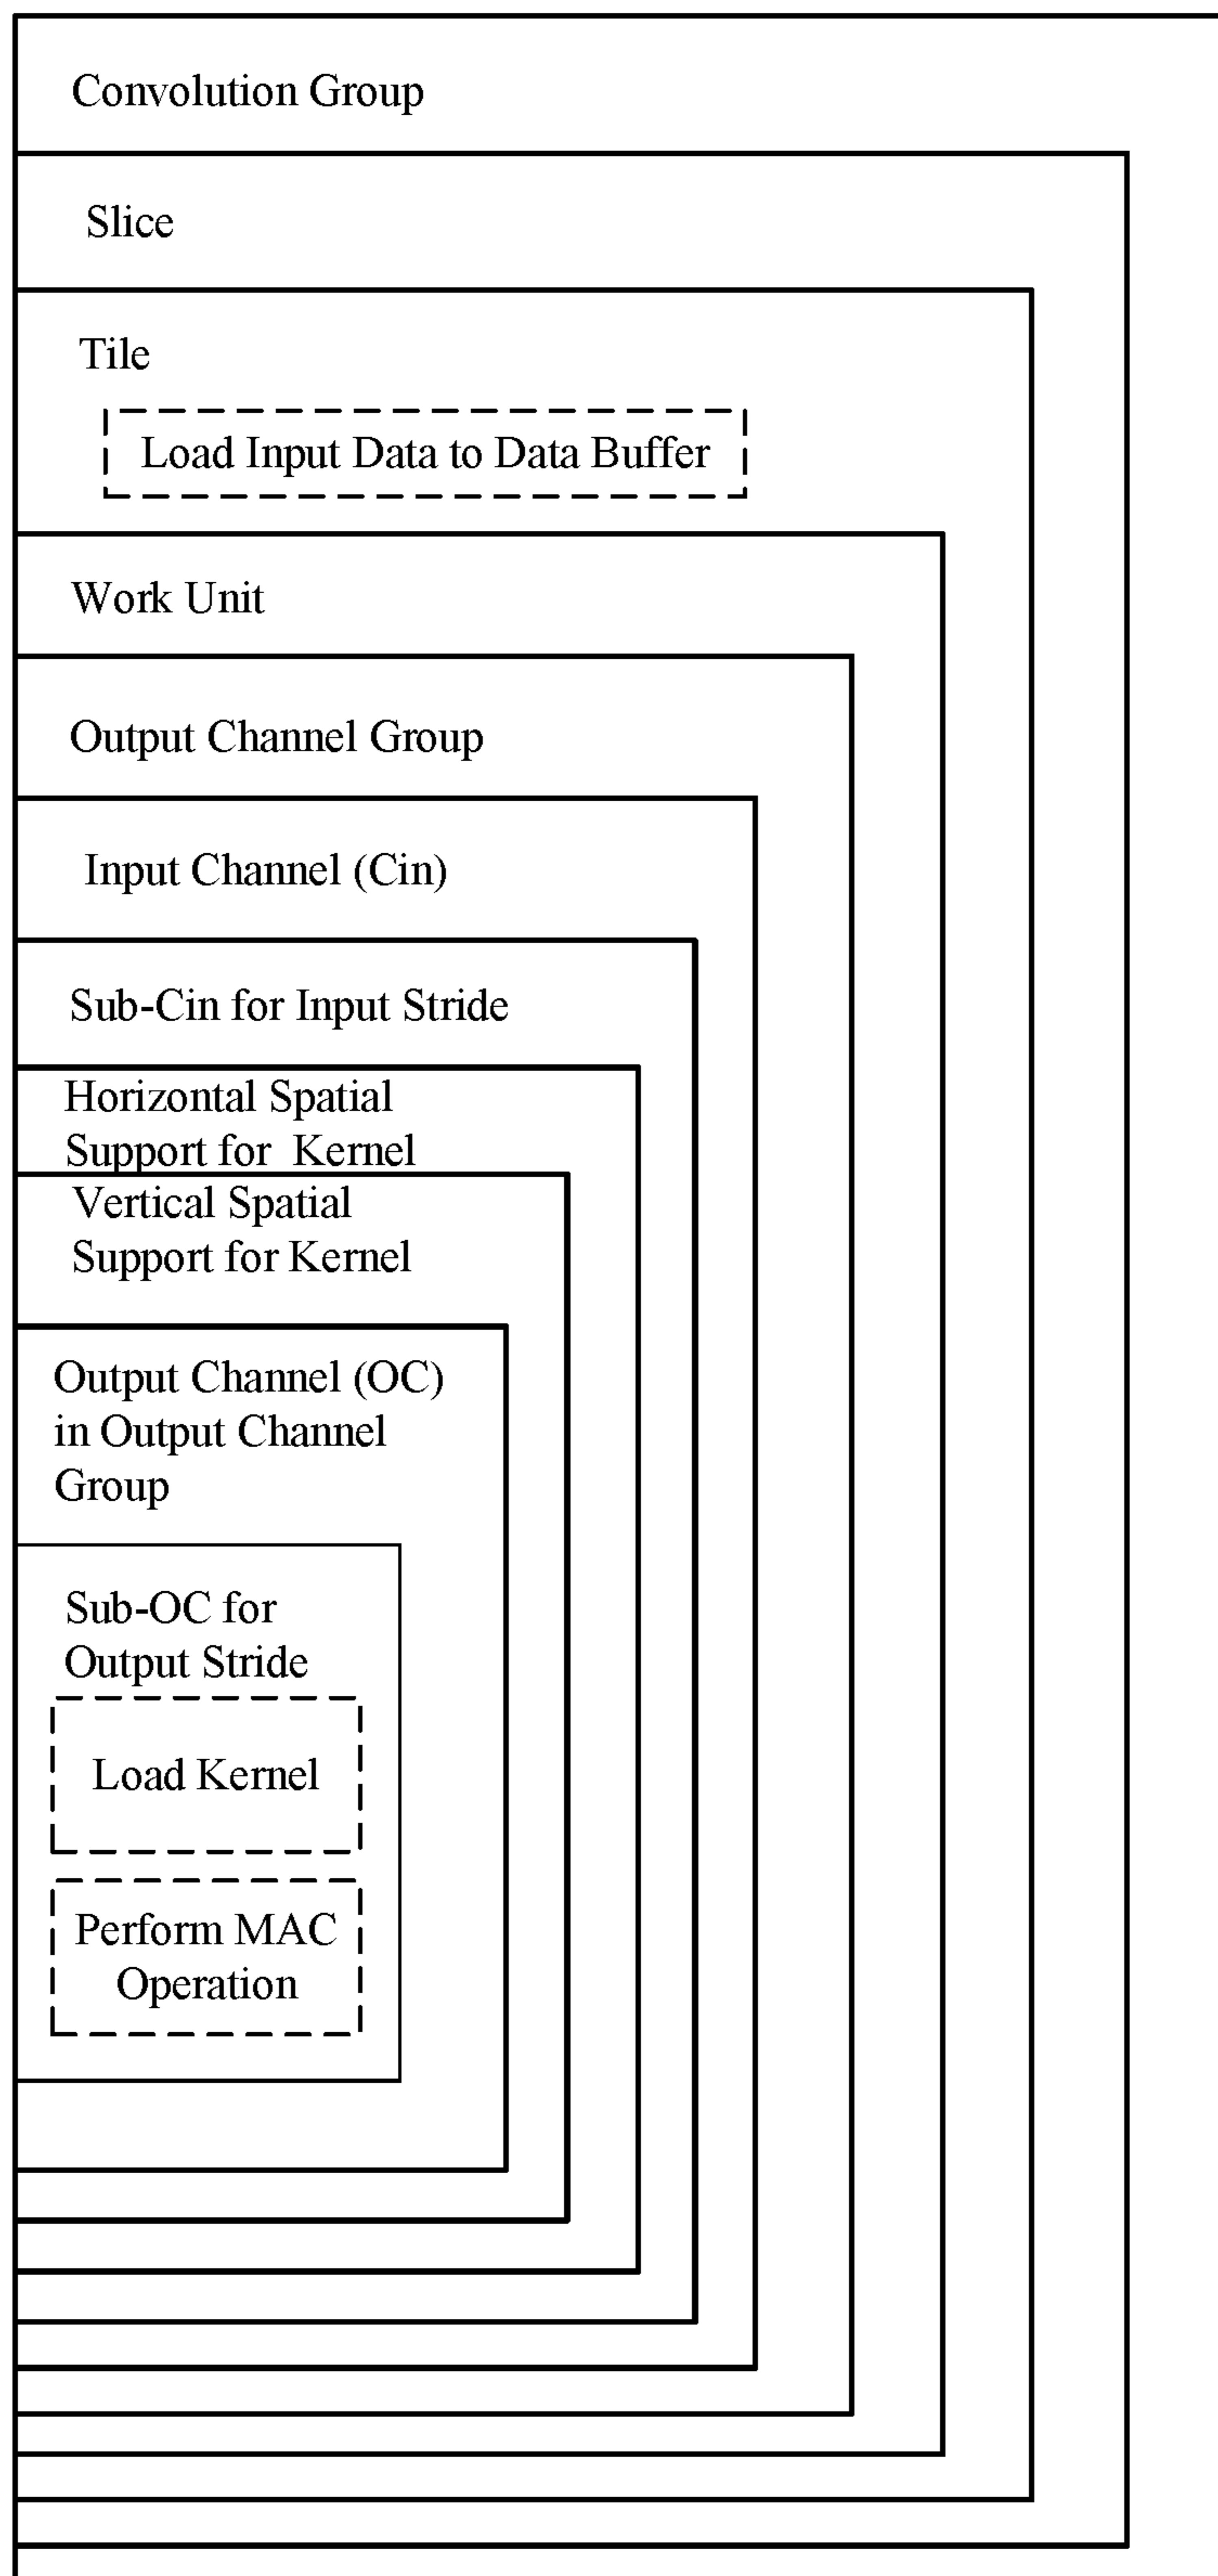 Convolution Group
Slice
Tile
Load Input Data to Data Buffer
Work Unit
Output Channel Group
Input Channel (Cin)
Sub-Cin for Input Stride
Horizontal Spatial
Support for Kernel
Vertical Spatial
Support for Kernel
Output Channel (OC)
in Output Channel
Group
Sub-OC for
Output Stride
Load Kernel
Perform MAC
Operation